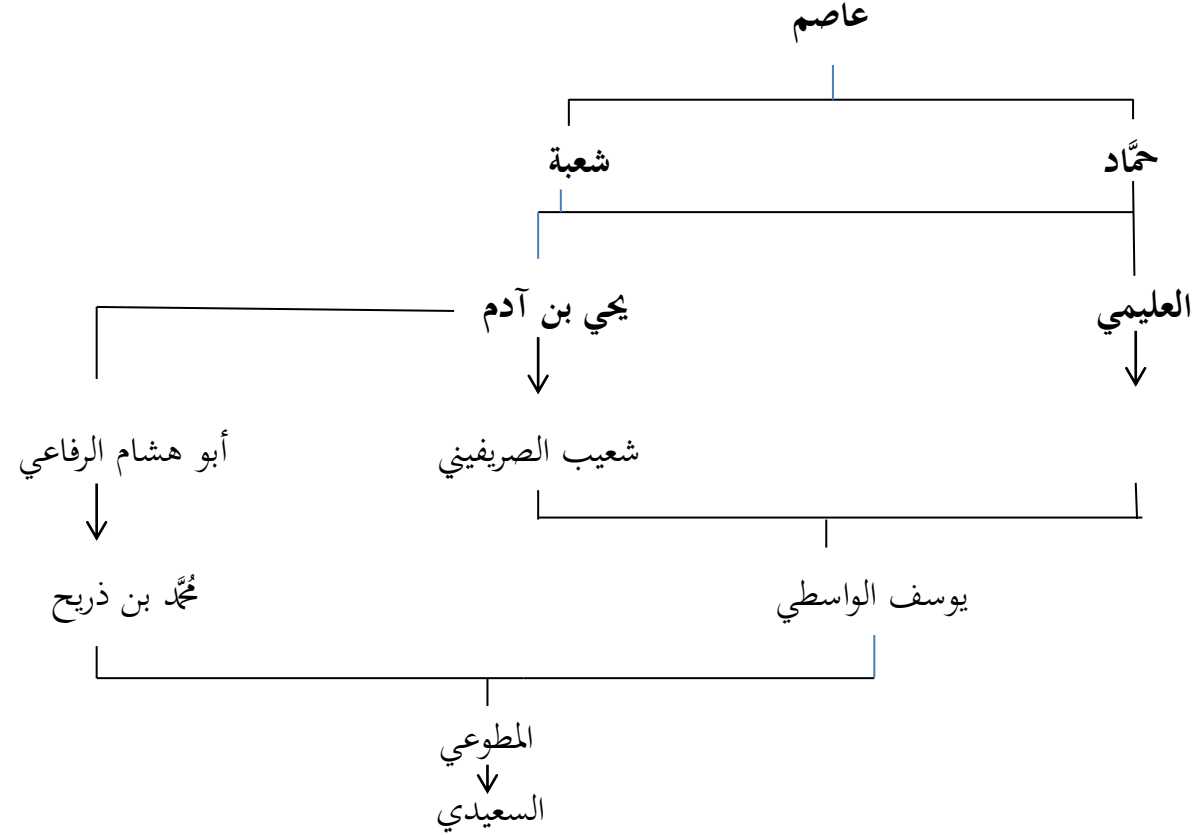 عاصم
حمَّاد
شعبة
العليمي
يحي بن آدم
شعيب الصريفيني
أبو هشام الرفاعي
يوسف الواسطي
مُحمَّد بن ذريح
المطوعي
السعيدي